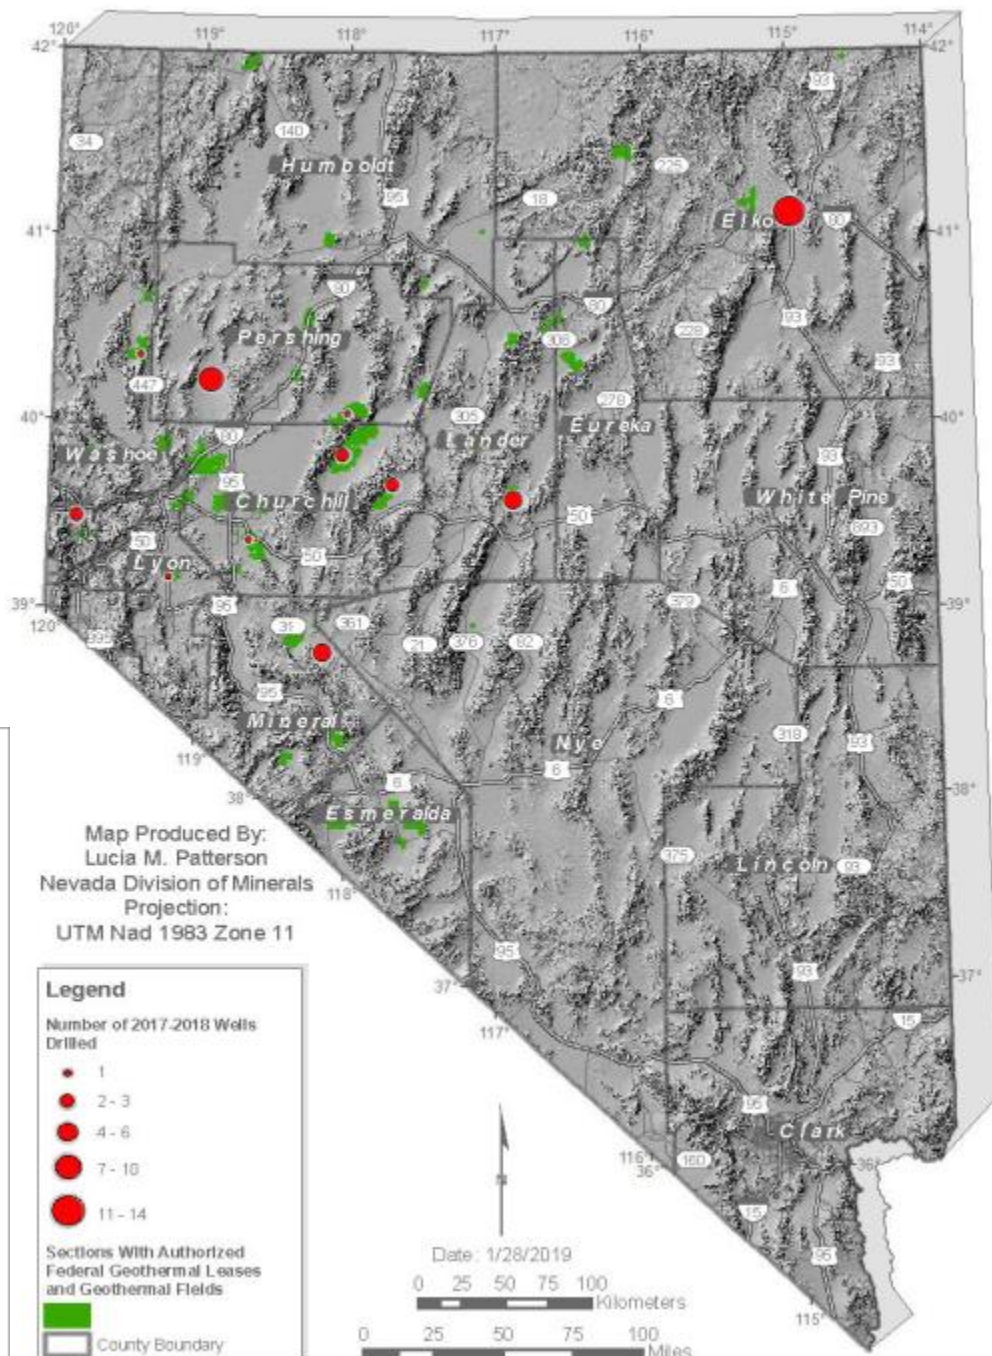 120° 119° 118° 117° 116° 115° 114°
42° 42°
93
34 140
Humboldt
225
95 18
Elko 80
41° 41°
80 80
93
Pershing 306 228
93
447
278
40° 305 40°
Lander Eureka
Washoe 80
93
95
Churchill White Pine
50 893
50 50
Lyon 50 6
39° 95 379 39°
120° 361
395 21 376 82
95 6
Mineral 318
Nye 93
119° 6
6 38°
38°
Esmeralda
Map Produced By:
Lucia M. Patterson
Nevada Division of Minerals
Projection:
UTM Nad 1983 Zone 11
375
Lincoln 93
118°
95
93 37°
37°
117° 15
95
Clark
116°
36° 160 36°
15
95
115°
Legend
Number of 2017-2018 Wells
Drilled
1
2 - 3
4 - 6
7 - 10
11 - 14
Sections With Authorized
Federal Geothermal Leases
and Geothermal Fields
County Boundary
N
Date: 1/28/2019
0 25 50 75 100
Kilometers
0 25 50 75 100
Miles